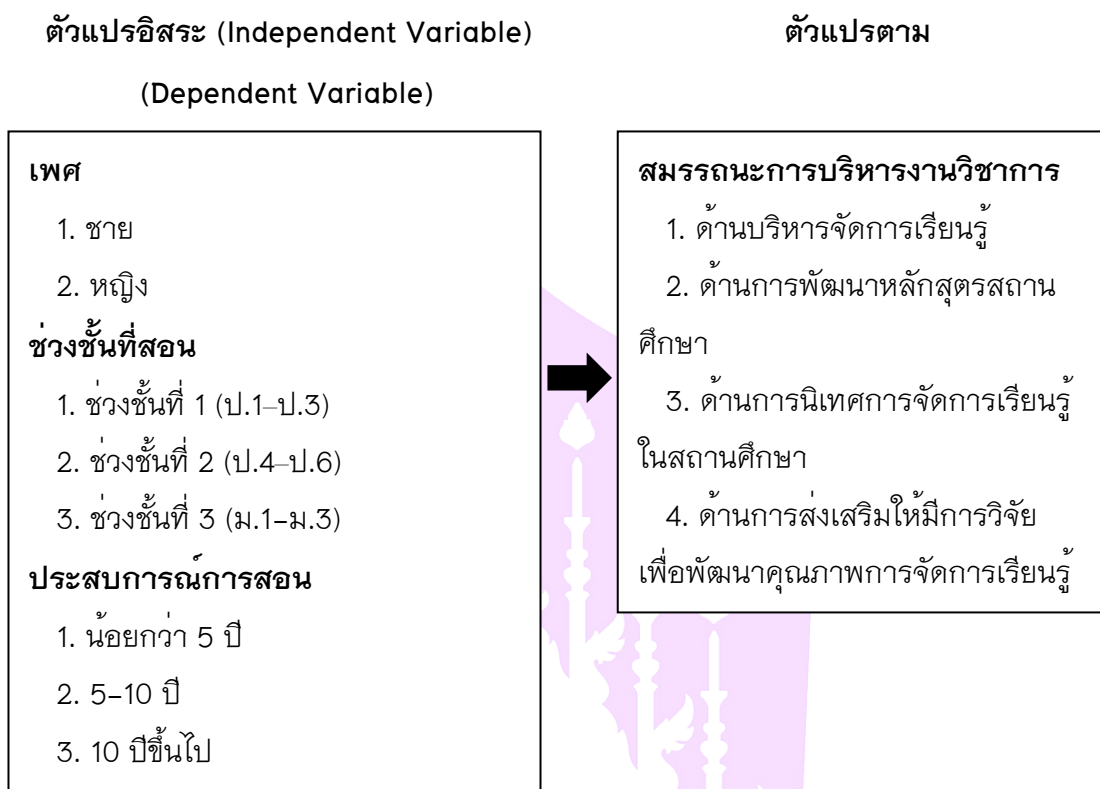 ตัวแปรอิสระ (Independent Variable) ตัวแปรตาม
(Dependent Variable)
เพศ
1. ชาย
2. หญิง
ช่วงชั้นที่สอน
1. ช่วงชั้นที่ 1 (ป.1–ป.3)
2. ช่วงชั้นที่ 2 (ป.4–ป.6)
3. ช่วงชั้นที่ 3 (ม.1-ม.3)
ประสบการณ์การสอน
1. น้อยกว่า 5 ปี
2. 5-10 ปี
3. 10 ปีขึ้นไป
สมรรถนะการบริหารงานวิชาการ
1. ด้านบริหารจัดการเรียนรู้
2. ด้านการพัฒนาหลักสูตรสถาน
ศึกษา
3. ด้านการนิเทศการจัดการเรียนรู้
ในสถานศึกษา
4. ด้านการส่งเสริมให้มีการวิจัย
เพื่อพัฒนาคุณภาพการจัดการเรียนรู้